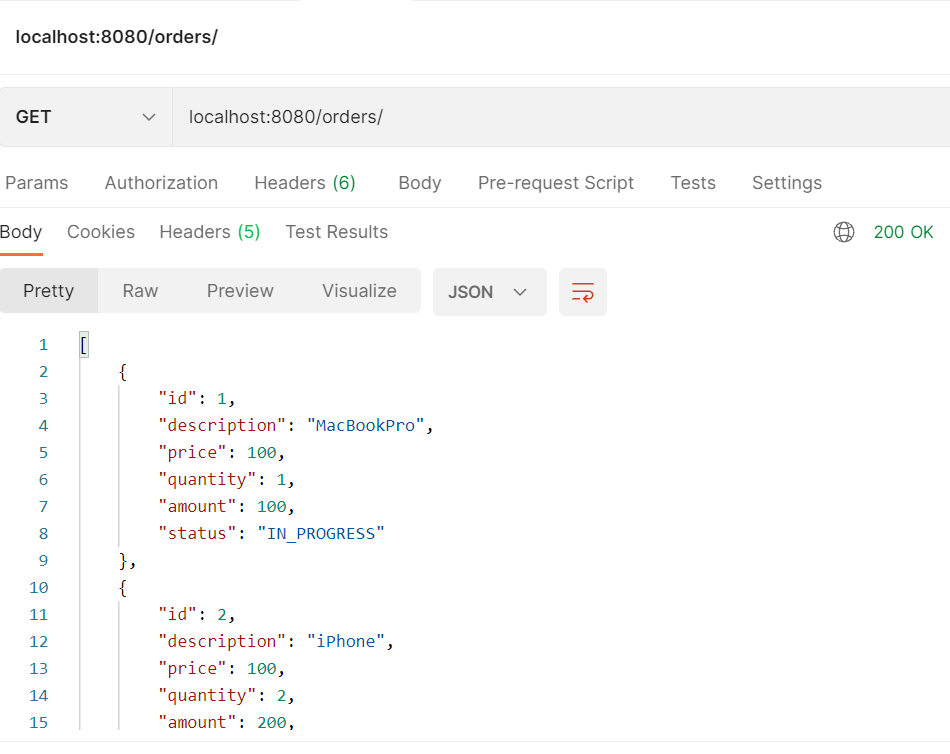 localhost:8080/orders/
GET localhost:8080/orders/
Params Authorization Headers (6) Body Pre-request Script Tests Settings
Body Cookies Headers (5) Test Results 200 OK
Pretty Raw Preview Visualize JSON
1 [
2 {
3 "id": 1,
4 "description": "MacBookPro",
5 "price": 100,
6 "quantity": 1,
7 "amount": 100,
8 "status": "IN_PROGRESS"
9 },
10 {
11 "id": 2,
12 "description": "iPhone",
13 "price": 100,
14 "quantity": 2,
15 "amount": 200,